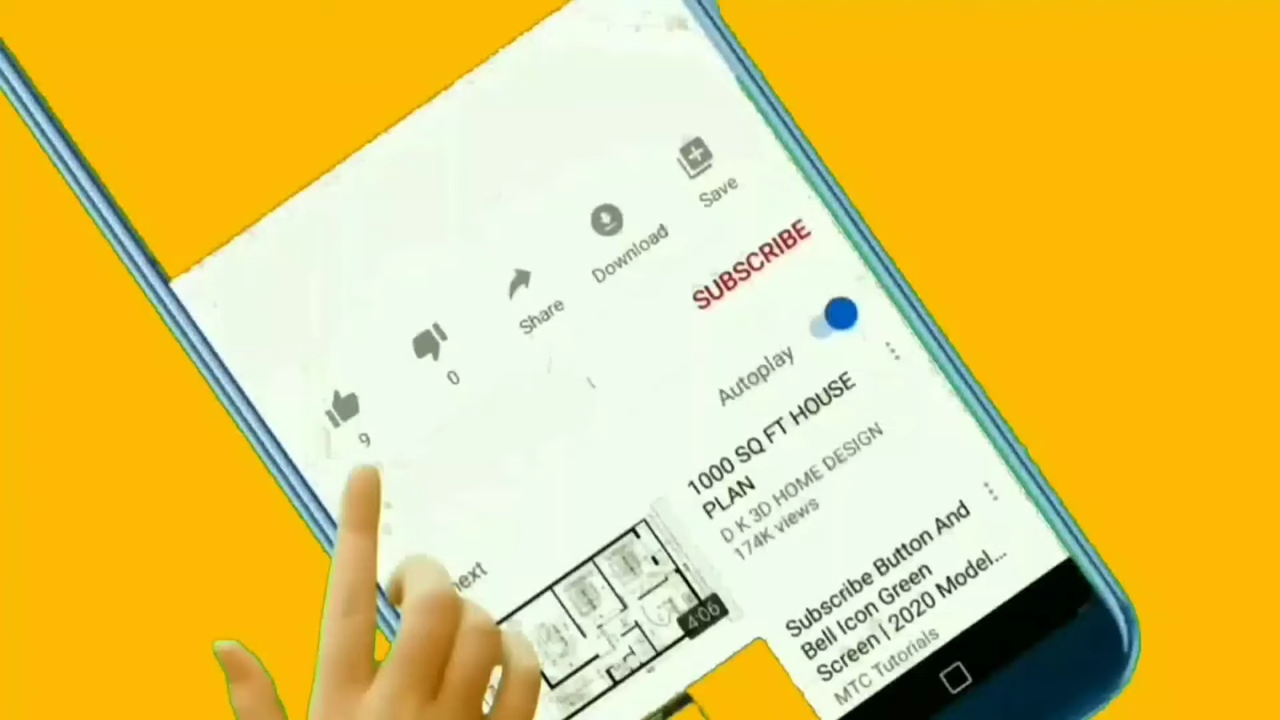 9
0
Share
Download
Save
SUBSCRIBE
next
Autoplay
1000 SQ FT HOUSE
PLAN
D K 3D HOME DESIGN
174K views
4:06
Subscribe Button And
Bell Icon Green
Screen | 2020 Model...
MTC Tutorials